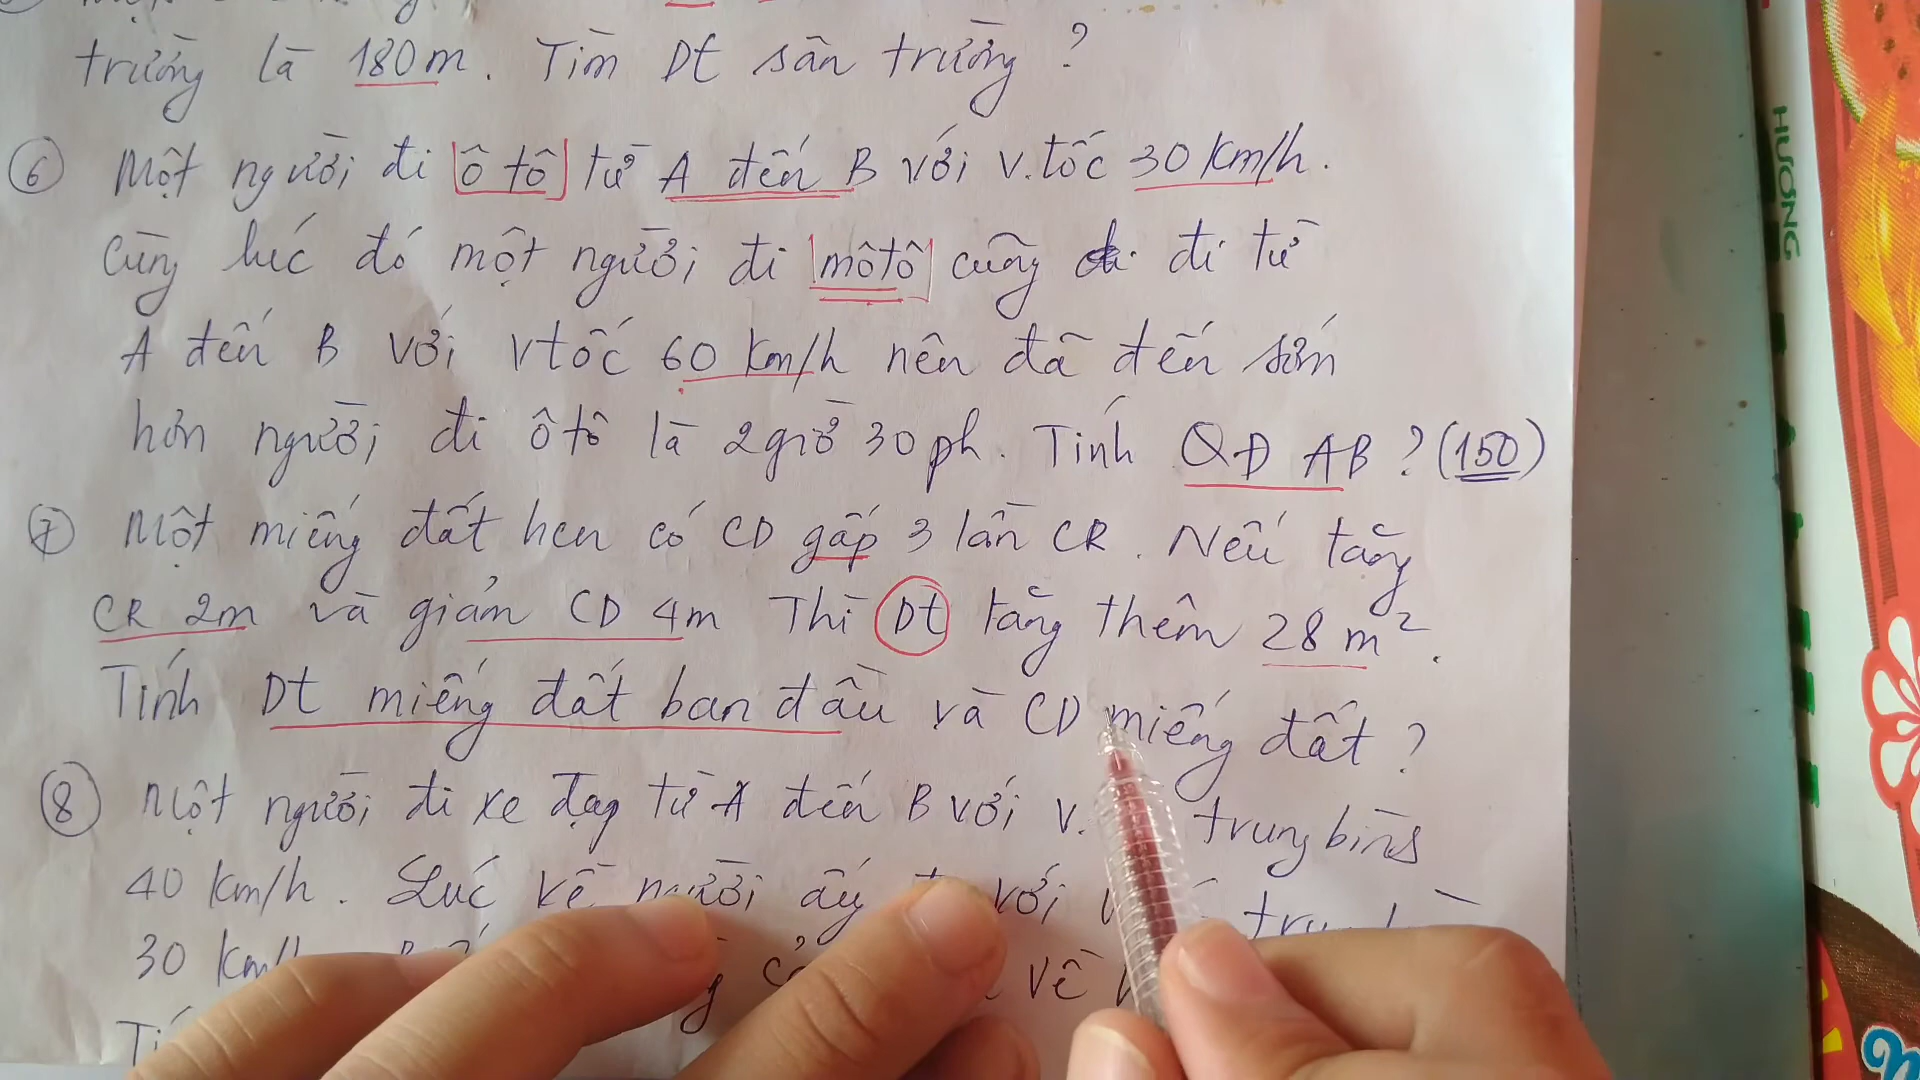 trường là 180m. Tìm Dt sân trường?
⑥ Một người đi ô tô từ A đến B với v.tốc 30 km/h.
Cùng lúc đó một người đi môtô cũng đi từ
A đến B với vtốc 60 km/h nên đã đến sớm
hơn người đi ôtô là 2giờ 30ph. Tính QĐ AB? (150)
⑦ Một miếng đất hcn có CD gấp 3 lần CR. Nếu tăng
CR 2m và giảm CD 4m Thì Dt tăng thêm 28 m².
Tính Dt miếng đất ban đầu và CD miếng đất?
⑧ Một người đi xe đạp từ A đến B với v. trung bình
40 km/h. Lúc về người ấy với
30 về
HƯƠNG